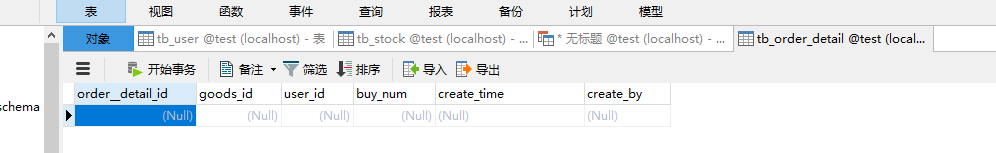 表 视图 函数 事件 查询 报表 备份 计划 模型
对象 tb_user @test (localhost) - 表 tb_stock @test (localhost) - ... * 无标题 @test (localhost) - ... tb_order_detail @test (local...
开始事务 备注 筛选 排序 导入 导出
schema
order__detail_id goods_id user_id buy_num create_time create_by
(Null) (Null) (Null) (Null) (Null) (Null)